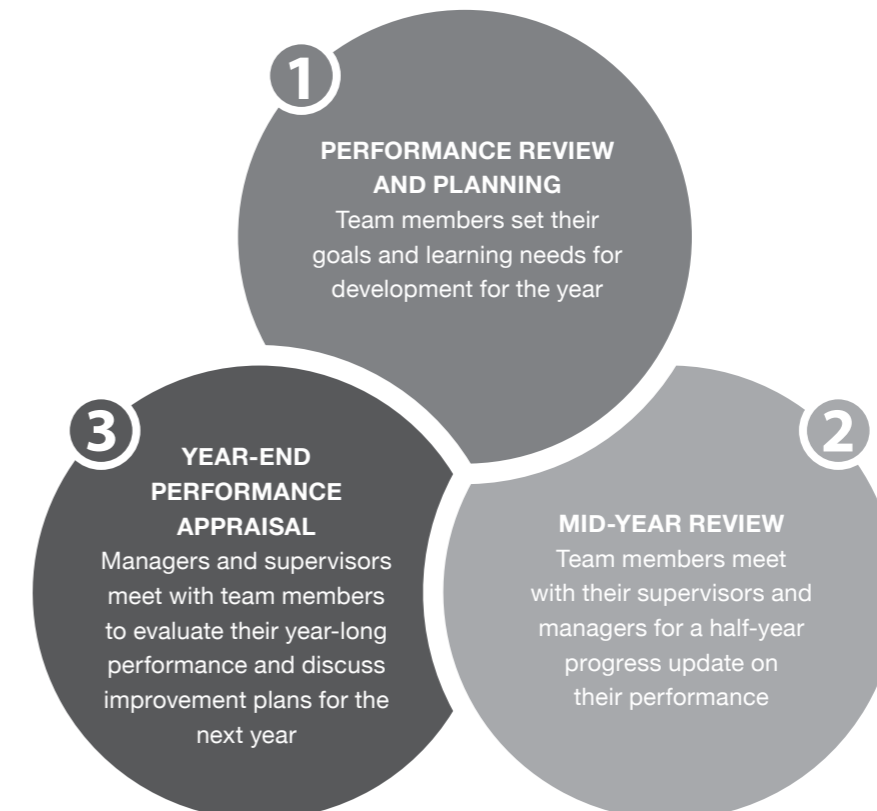 1
PERFORMANCE REVIEW
AND PLANNING
Team members set their
goals and learning needs for
development for the year
2
MID-YEAR REVIEW
Team members meet
with their supervisors and
managers for a half-year
progress update on
their performance
3
YEAR-END
PERFORMANCE
APPRAISAL
Managers and supervisors
meet with team members
to evaluate their year-long
performance and discuss
improvement plans for the
next year